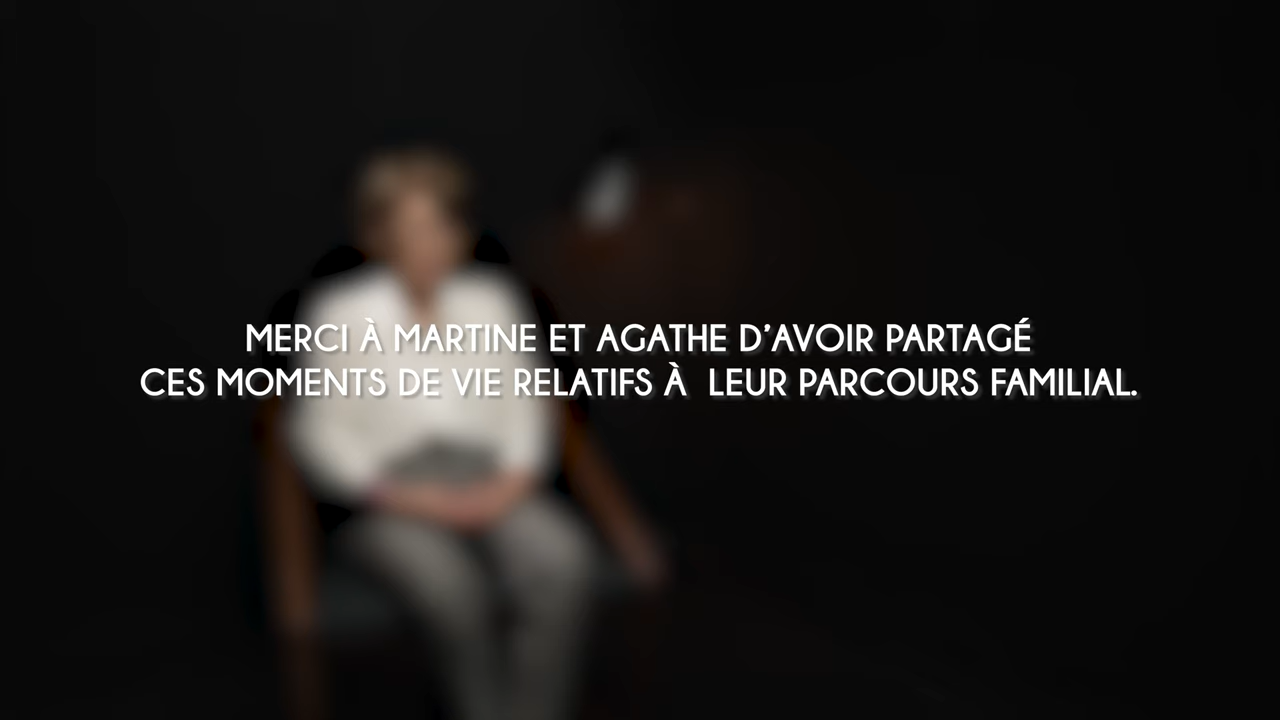 MERCI À MARTINE ET AGATHE D’AVOIR PARTAGÉ
CES MOMENTS DE VIE RELATIFS À  LEUR PARCOURS FAMILIAL.